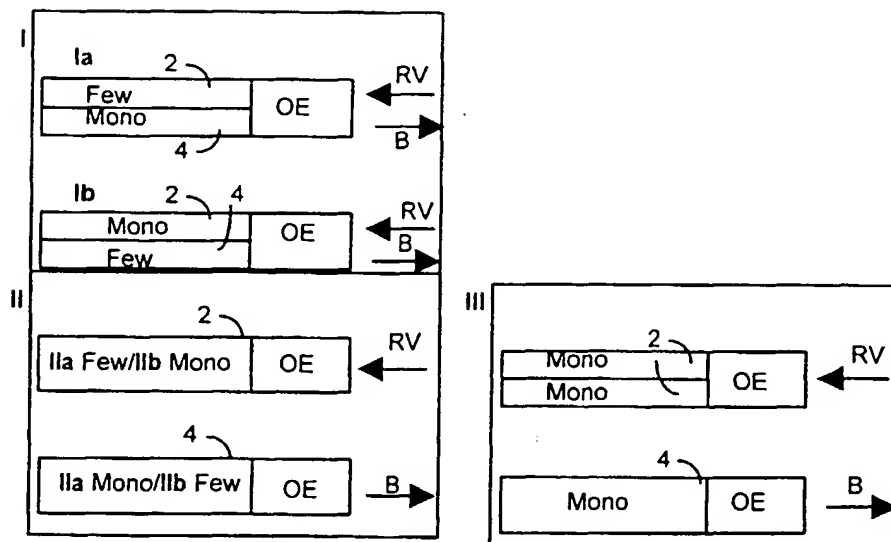 I
Ia
2
RV
Few
OE
Mono
B
4
Ib
2
4
RV
Mono
OE
B
Few
II
2
IIa Few/IIb Mono
OE
RV
4
IIa Mono/IIb Few
OE
B
III
2
Mono
RV
Mono
OE
4
Mono
OE
B